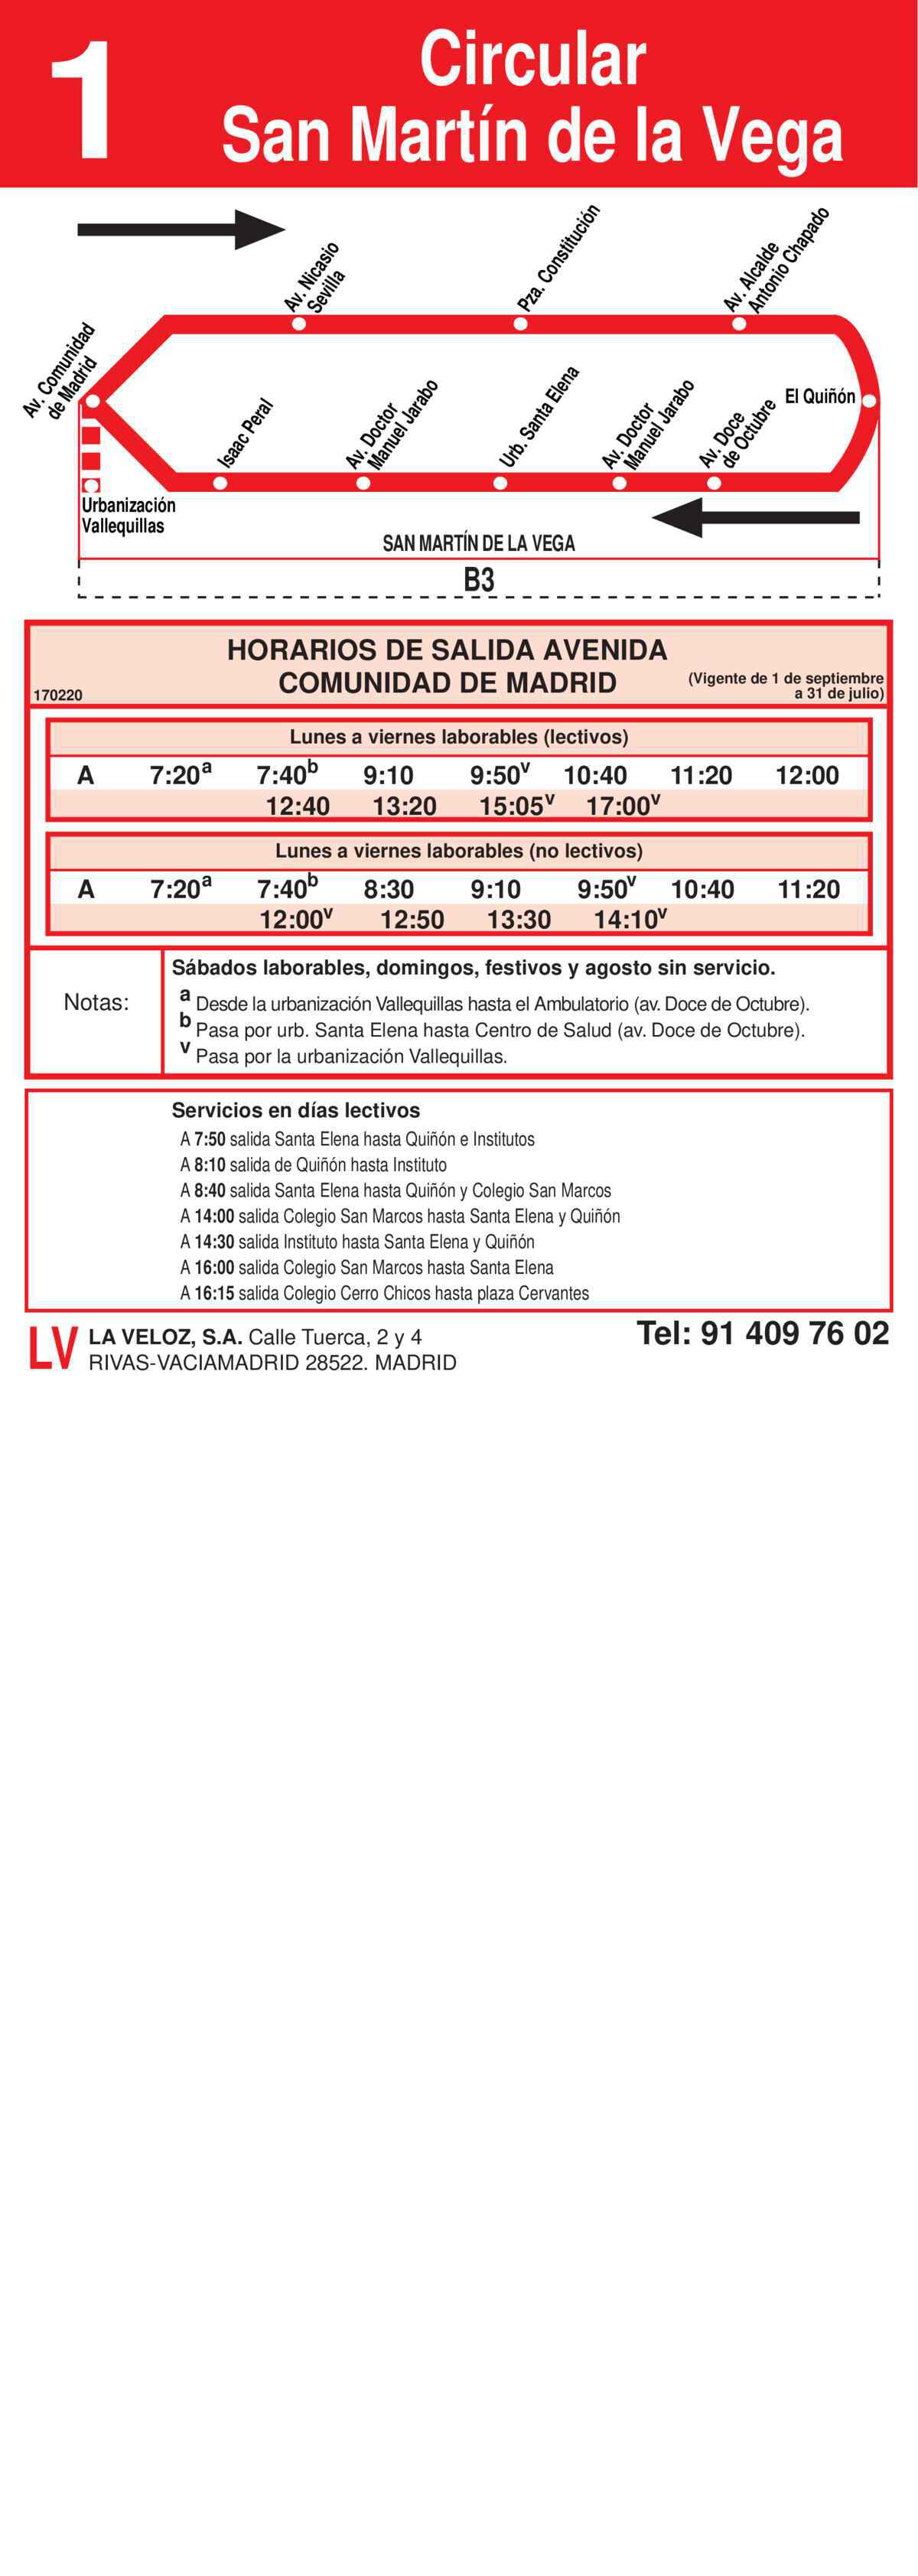 1
Circular
San Martín de la Vega
Av. Comunidad
de Madrid
Av. Nicasio
Sevilla
Pza. Constitución
Av. Alcalde
Antonio Chapado
El Quiñón
Isaac Peral
Av. Doctor
Manuel Jarabo
Urb. Santa Elena
Av. Doctor
Manuel Jarabo
Av. Doce
de Octubre
Urbanización
Vallequillas
SAN MARTÍN DE LA VEGA
B3
HORARIOS DE SALIDA AVENIDA
COMUNIDAD DE MADRID
170220
(Vigente de 1 de septiembre
a 31 de julio)
Lunes a viernes laborables (lectivos)
A 7:20a 7:40b 9:10 9:50v 10:40 11:20 12:00
12:40 13:20 15:05v 17:00v
Lunes a viernes laborables (no lectivos)
A 7:20a 7:40b 8:30 9:10 9:50v 10:40 11:20
12:00v 12:50 13:30 14:10v
Notas:
Sábados laborables, domingos, festivos y agosto sin servicio.
a Desde la urbanización Vallequillas hasta el Ambulatorio (av. Doce de Octubre).
b Pasa por urb. Santa Elena hasta Centro de Salud (av. Doce de Octubre).
v Pasa por la urbanización Vallequillas.
Servicios en días lectivos
A 7:50 salida Santa Elena hasta Quiñón e Institutos
A 8:10 salida de Quiñón hasta Instituto
A 8:40 salida Santa Elena hasta Quiñón y Colegio San Marcos
A 14:00 salida Colegio San Marcos hasta Santa Elena y Quiñón
A 14:30 salida Instituto hasta Santa Elena y Quiñón
A 16:00 salida Colegio San Marcos hasta Santa Elena
A 16:15 salida Colegio Cerro Chicos hasta plaza Cervantes
LV
LA VELOZ, S.A. Calle Tuerca, 2 y 4
RIVAS-VACIAMADRID 28522. MADRID
Tel: 91 409 76 02